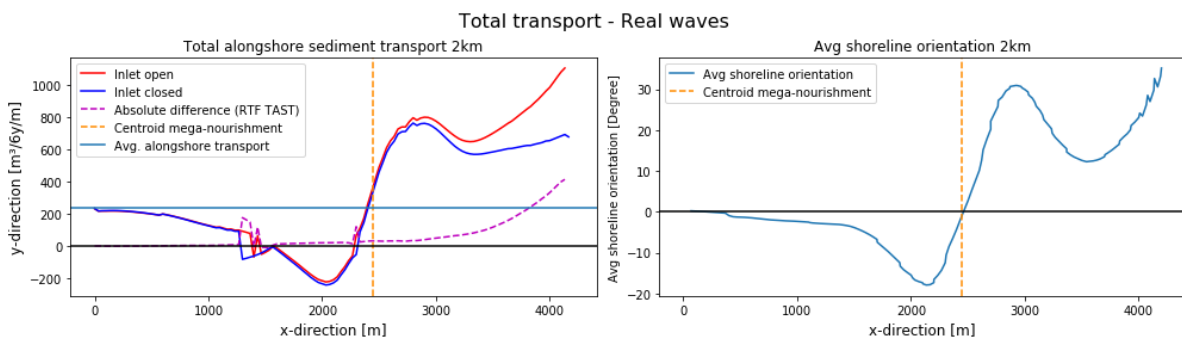 Total transport - Real waves
Total alongshore sediment transport 2km
y-direction [m³/6y/m]
1000
800
600
400
200
0
−200
Inlet open
Inlet closed
Absolute difference (RTF TAST)
Centroid mega-nourishment
Avg. alongshore transport
0
1000
2000
3000
4000
x-direction [m]
Avg shoreline orientation 2km
Avg shoreline orientation [Degree]
30
20
10
0
−10
−20
Avg shoreline orientation
Centroid mega-nourishment
0
1000
2000
3000
4000
x-direction [m]